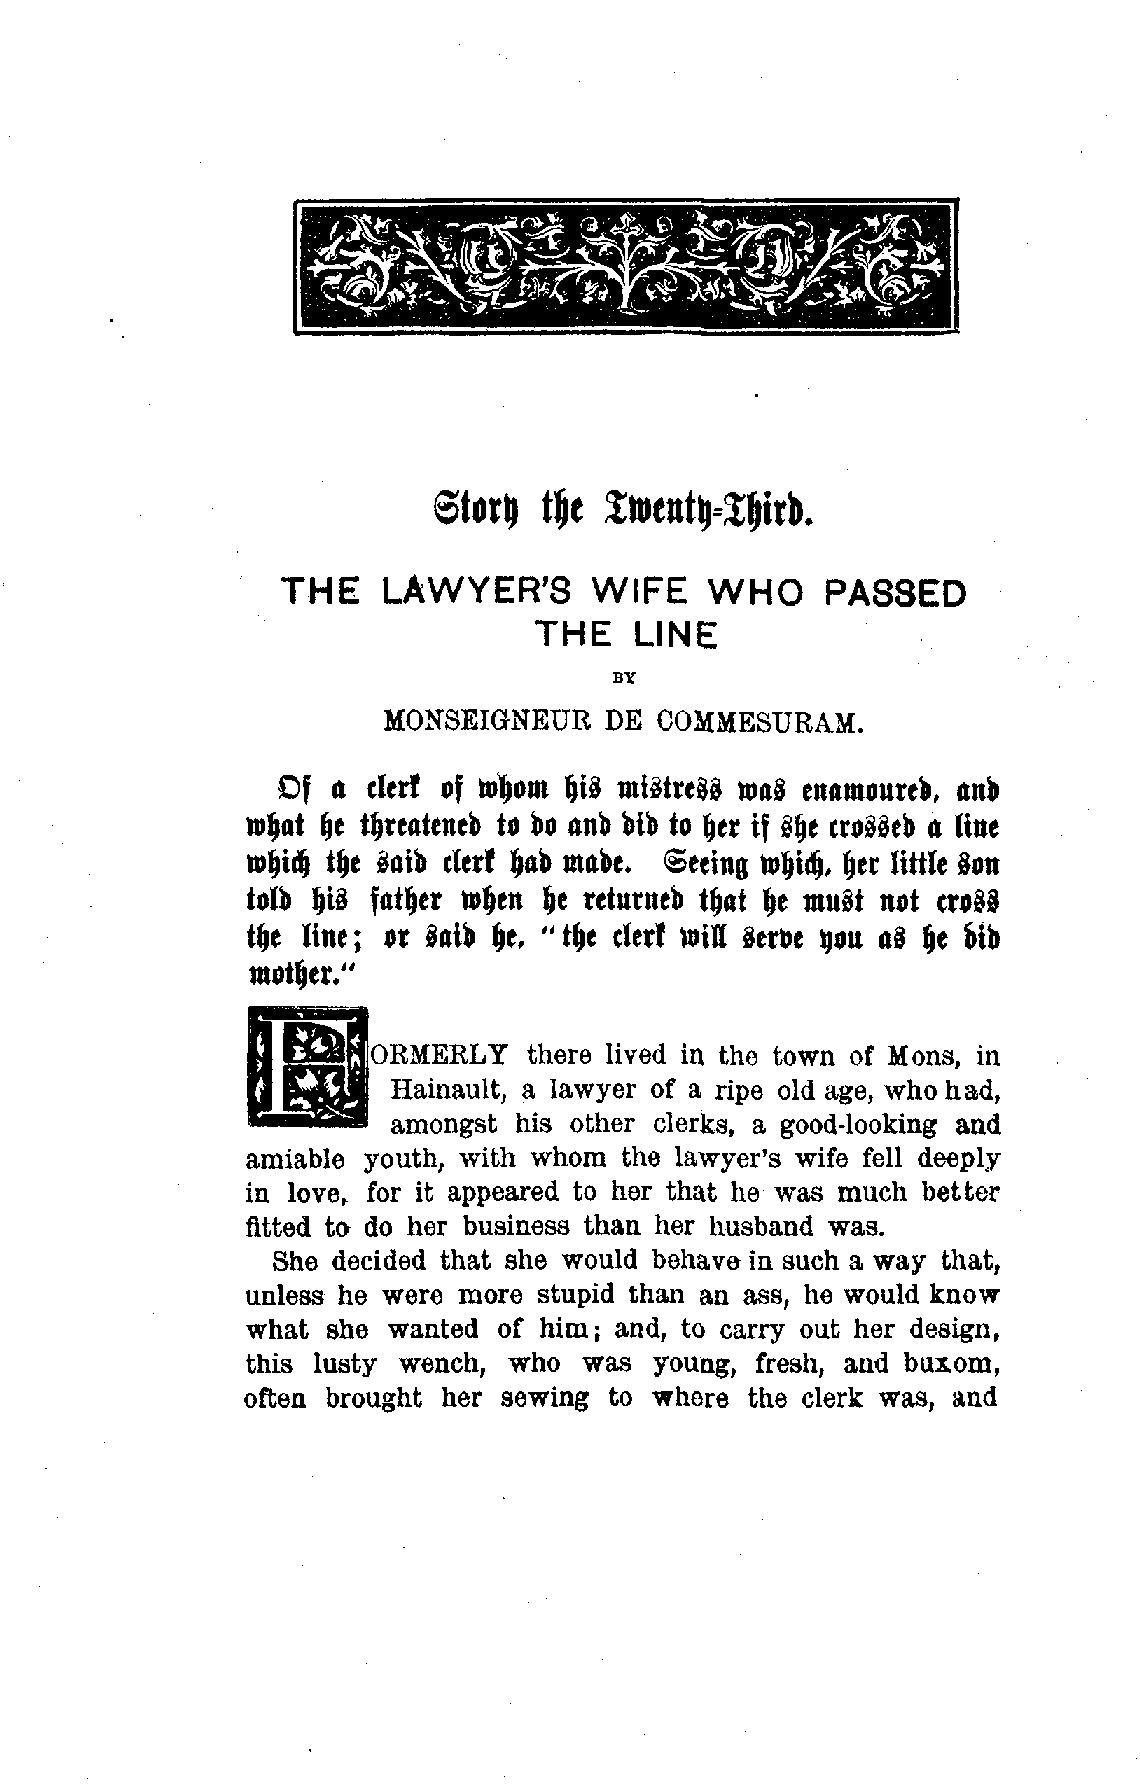 Story the Twenty-Third.
THE LAWYER'S WIFE WHO PASSED
THE LINE
BY
MONSEIGNEUR DE COMMESURAM.
Of a clerk of whom his mistress was enamoured, and
what he threatened to do and did to her if she crossed a line
which the said clerk had made. Seeing which, her little son
told his father when he returned that he must not cross
the line; or said he, "the clerk will serve you as he did
mother."
FORMERLY there lived in the town of Mons, in
Hainault, a lawyer of a ripe old age, who had,
amongst his other clerks, a good-looking and
amiable youth, with whom the lawyer's wife fell deeply
in love, for it appeared to her that he was much better
fitted to do her business than her husband was.
She decided that she would behave in such a way that,
unless he were more stupid than an ass, he would know
what she wanted of him; and, to carry out her design,
this lusty wench, who was young, fresh, and buxom,
often brought her sewing to where the clerk was, and